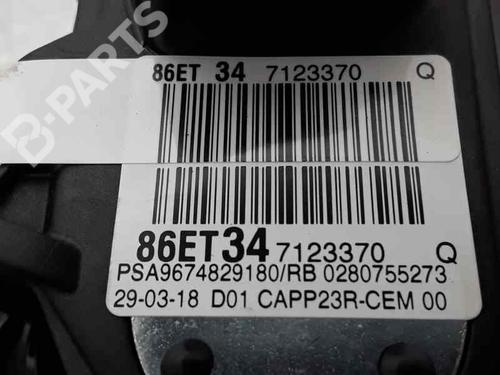 B-PARTS
86ET 34 7123370 Q
86ET34 7123370 Q
PSA9674829180/RB 0280755273
29-03-18 D01 CAPP23R-CEM 00